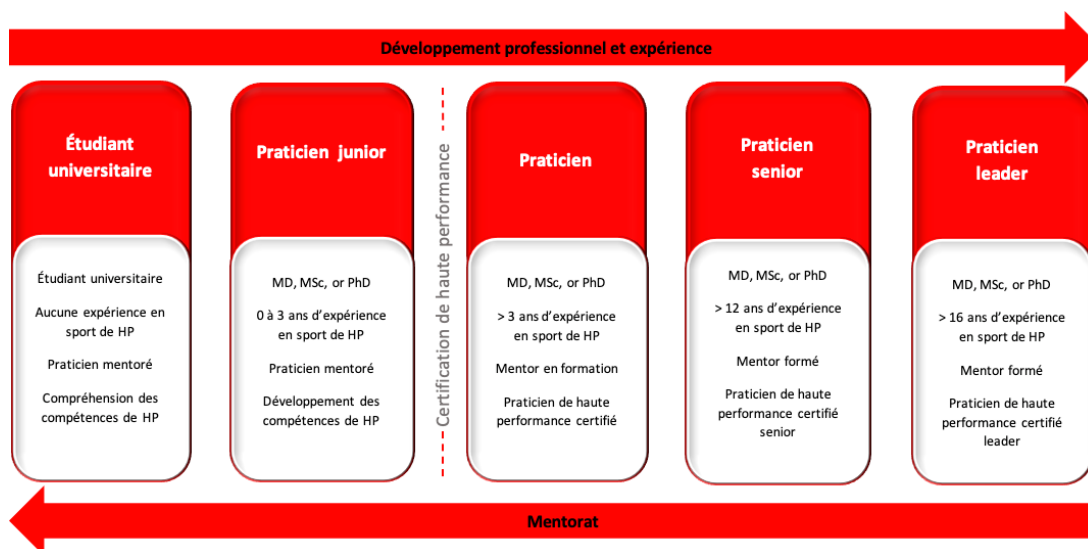 Développement professionnel et expérience
Étudiant
universitaire
Étudiant universitaire
Aucune expérience en
sport de HP
Praticien mentoré
Compréhension des
compétences de HP
Praticien junior
MD, MSc, or PhD
0 à 3 ans d’expérience
en sport de HP
Praticien mentoré
Développement des
compétences de HP
Certification de haute performance
Praticien
MD, MSc, or PhD
> 3 ans d’expérience
en sport de HP
Mentor en formation
Praticien de haute
performance certifié
Praticien
senior
MD, MSc, or PhD
> 12 ans d’expérience
en sport de HP
Mentor formé
Praticien de haute
performance certifié
senior
Praticien
leader
MD, MSc, or PhD
> 16 ans d’expérience
en sport de HP
Mentor formé
Praticien de haute
performance certifié
leader
Mentorat